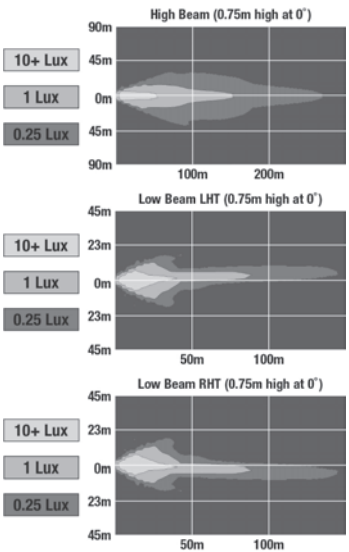 High Beam (0.75m high at 0˚)
90m
10+ Lux
45m
1 Lux
0m
0.25 Lux
45m
90m
100m 200m
Low Beam LHT (0.75m high at 0˚)
45m
10+ Lux
23m
1 Lux
0m
0.25 Lux
23m
45m
50m 100m
Low Beam RHT (0.75m high at 0˚)
45m
10+ Lux
23m
1 Lux
0m
0.25 Lux
23m
45m
50m 100m